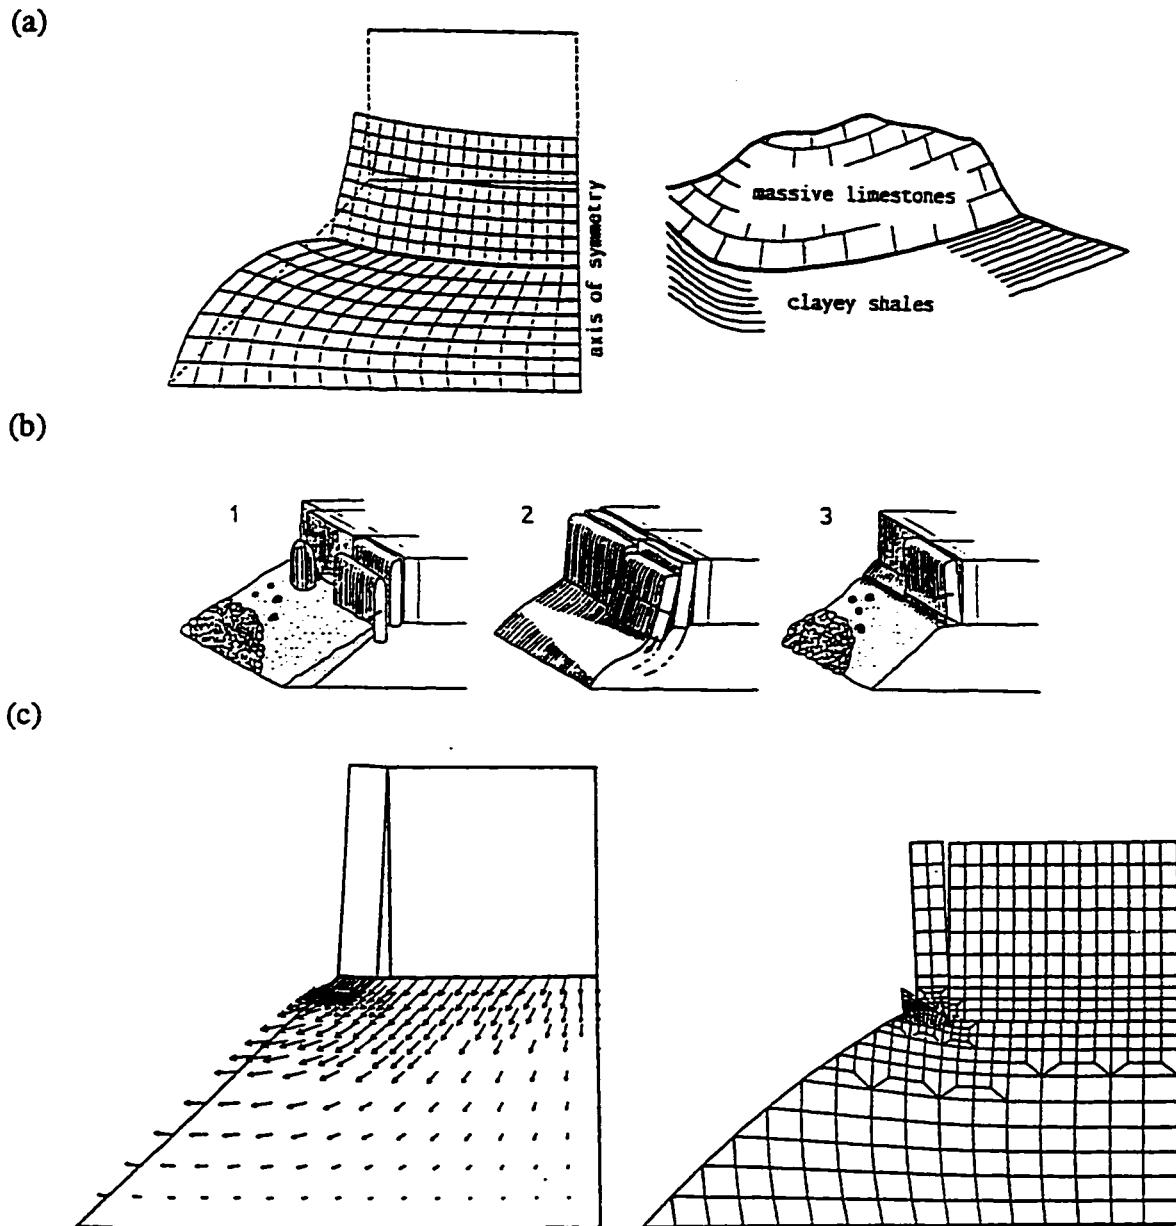 (a)
axis of symmetry
massive limestones
clayey shales
(b)
1
2
3
(c)